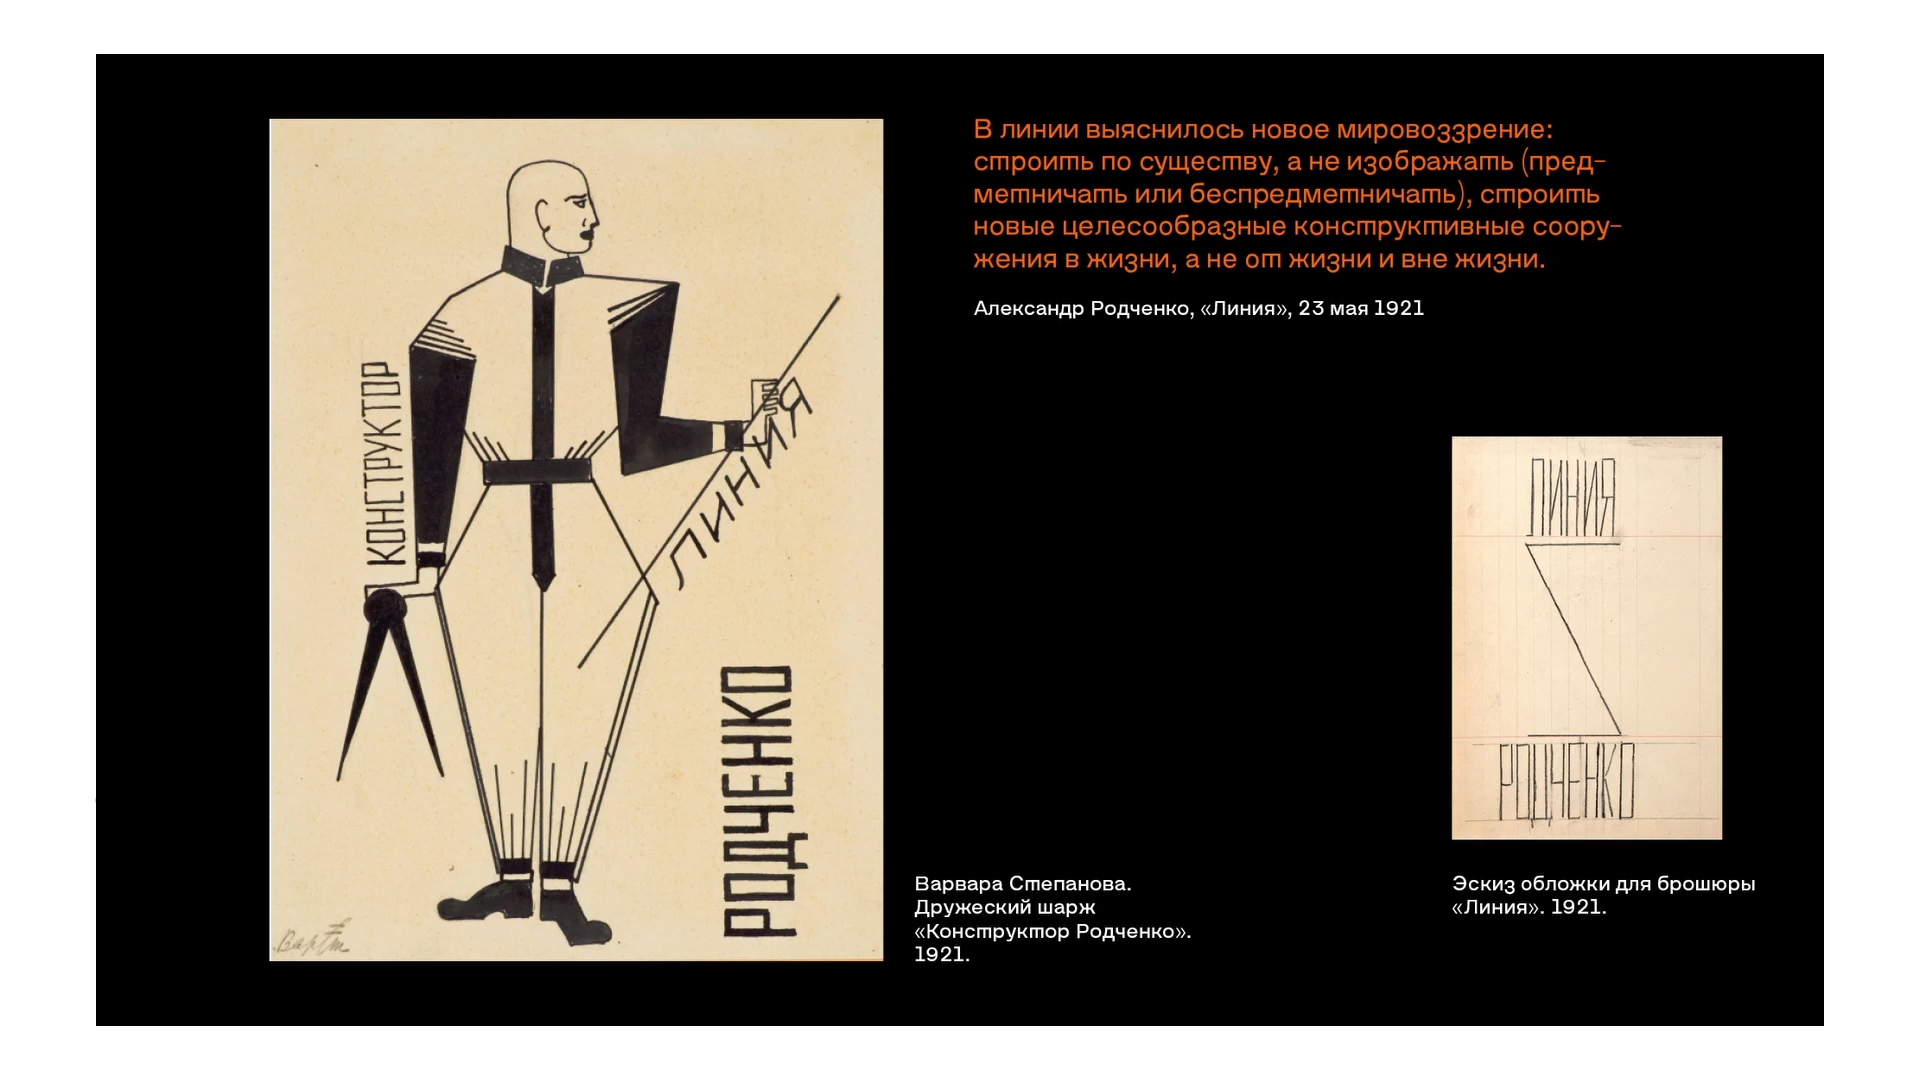 КОНСТРУКТОР
ЛИНИЯ
РОДЧЕНКО
В линии выяснилось новое мировоззрение:
строить по существу, а не изображать (пред-
метничать или беспредметничать), строить
новые целесообразные конструктивные соору-
жения в жизни, а не от жизни и вне жизни.
Александр Родченко, «Линия», 23 мая 1921
ЛИНИЯ
РОДЧЕНКО
Варвара Степанова.
Дружеский шарж
«Конструктор Родченко».
1921.
Эскиз обложки для брошюры
«Линия». 1921.